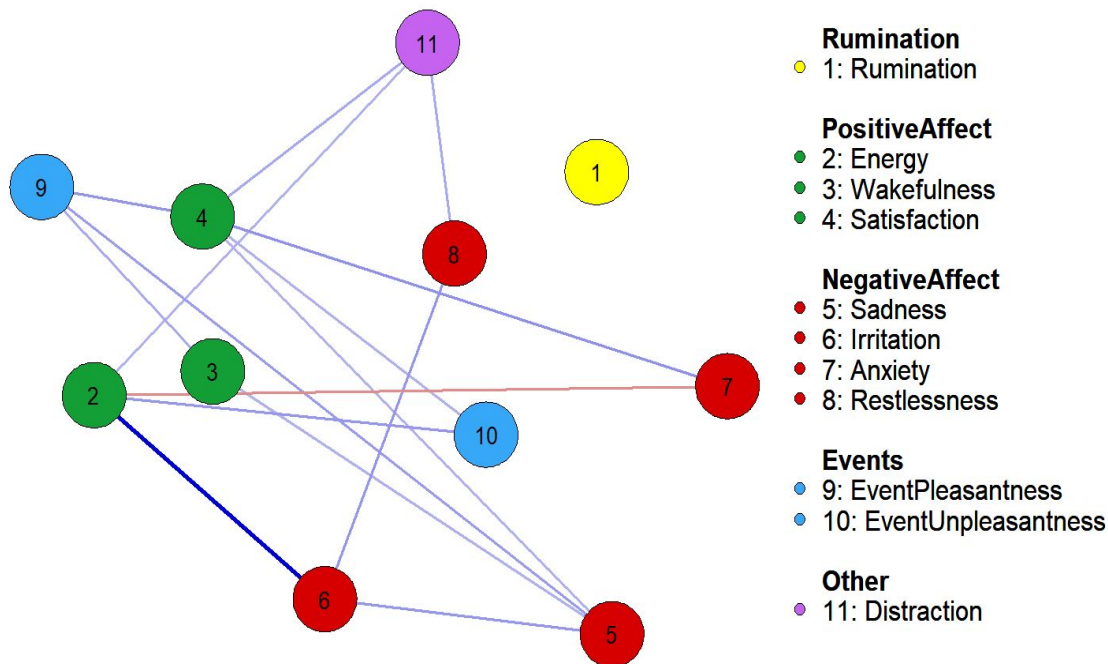 11
1
9
4
8
3
2
7
10
6
5
Rumination
1: Rumination
PositiveAffect
2: Energy
3: Wakefulness
4: Satisfaction
NegativeAffect
5: Sadness
6: Irritation
7: Anxiety
8: Restlessness
Events
9: EventPleasantness
10: EventUnpleasantness
Other
11: Distraction